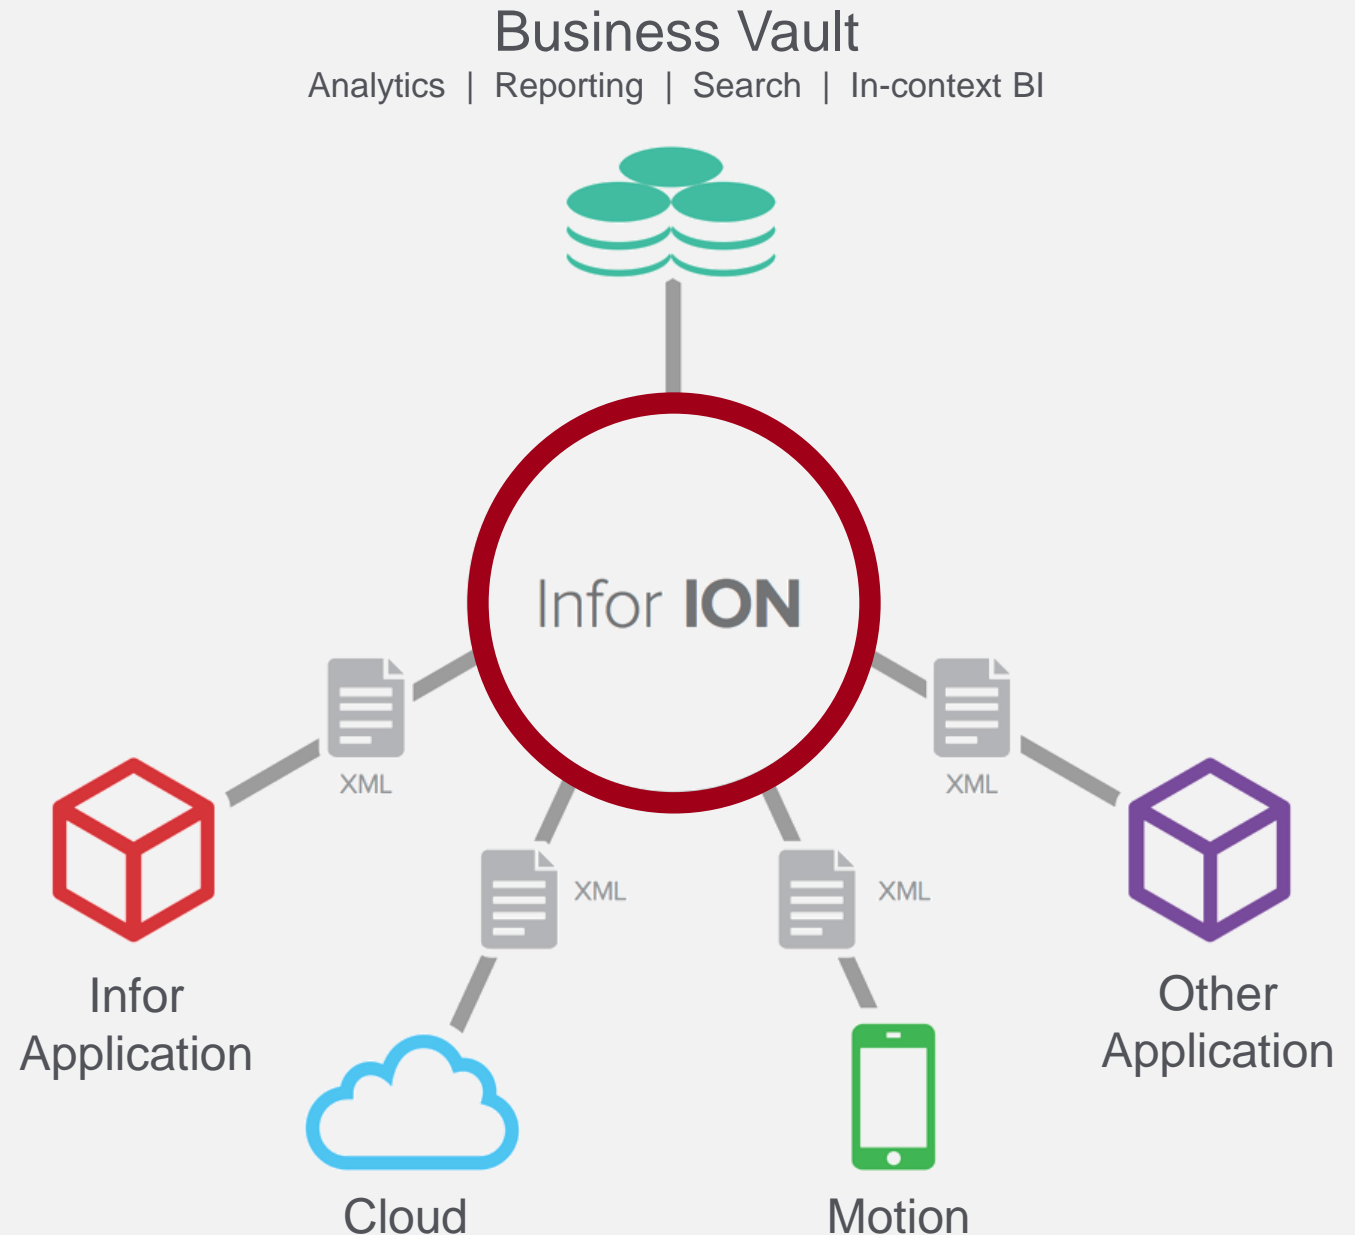 Business Vault
Analytics | Reporting | Search | In-context BI
Infor ION
XML
XML
XML
XML
Infor
Application
Other
Application
Cloud
Motion